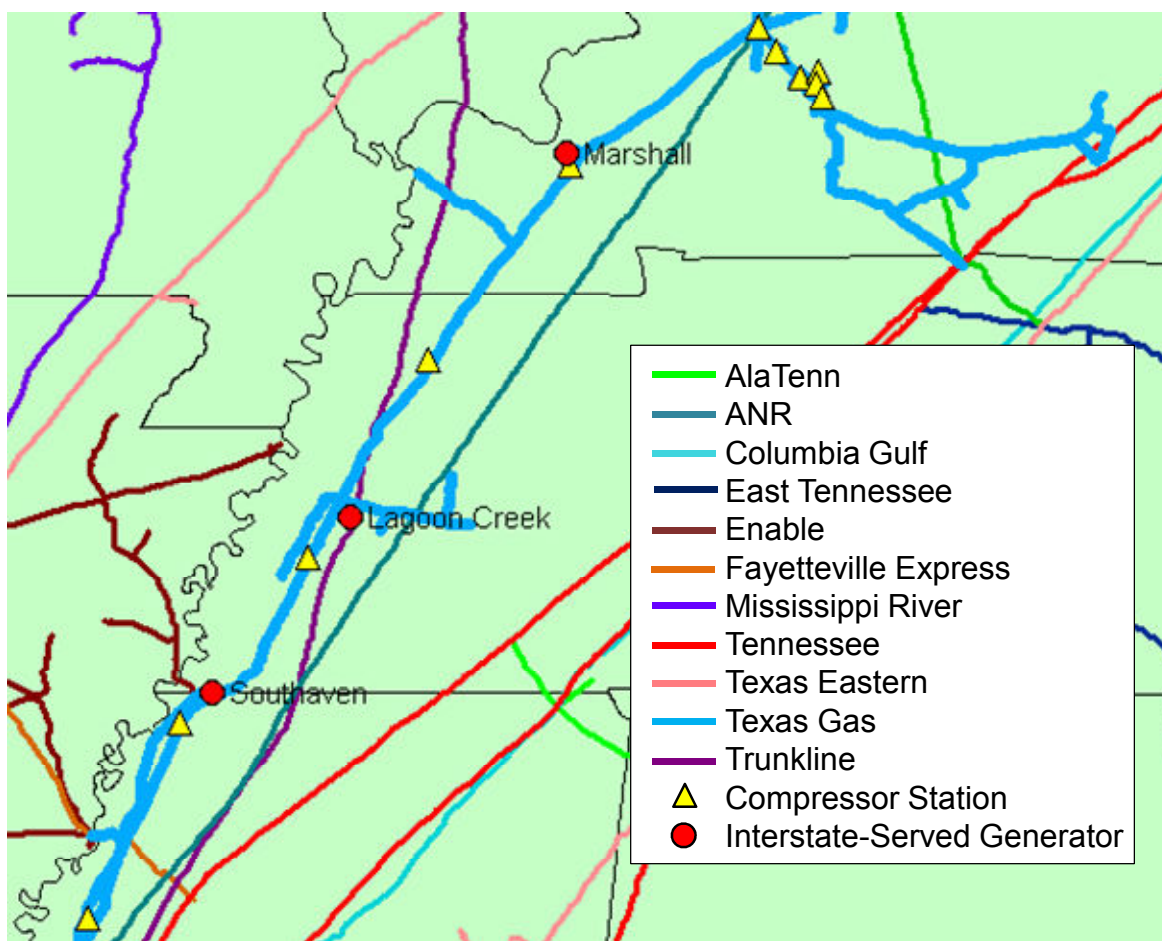 Marshall
Lagoon Creek
Southaven
AlaTenn
ANR
Columbia Gulf
East Tennessee
Enable
Fayetteville Express
Mississippi River
Tennessee
Texas Eastern
Texas Gas
Trunkline
Compressor Station
Interstate-Served Generator